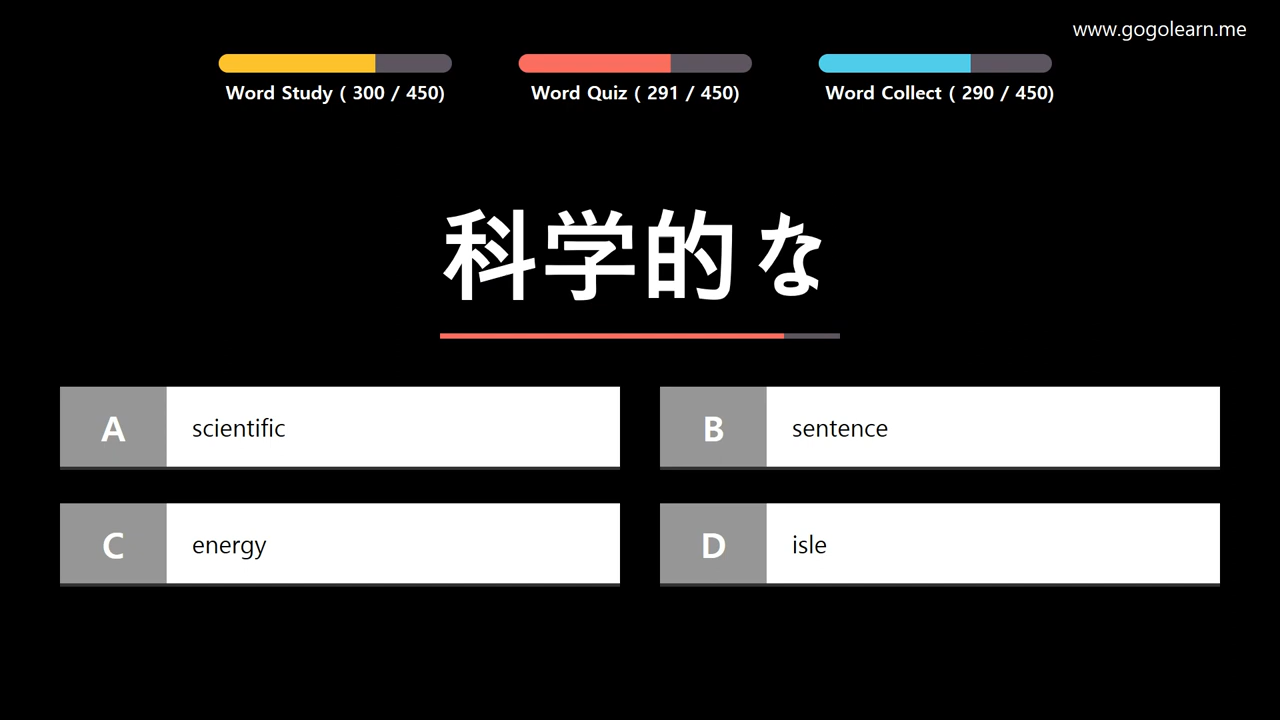 www.gogolearn.me
Word Study ( 300 / 450)
Word Quiz ( 291 / 450)
Word Collect ( 290 / 450)
科学的な
A scientific
B sentence
C energy
D isle